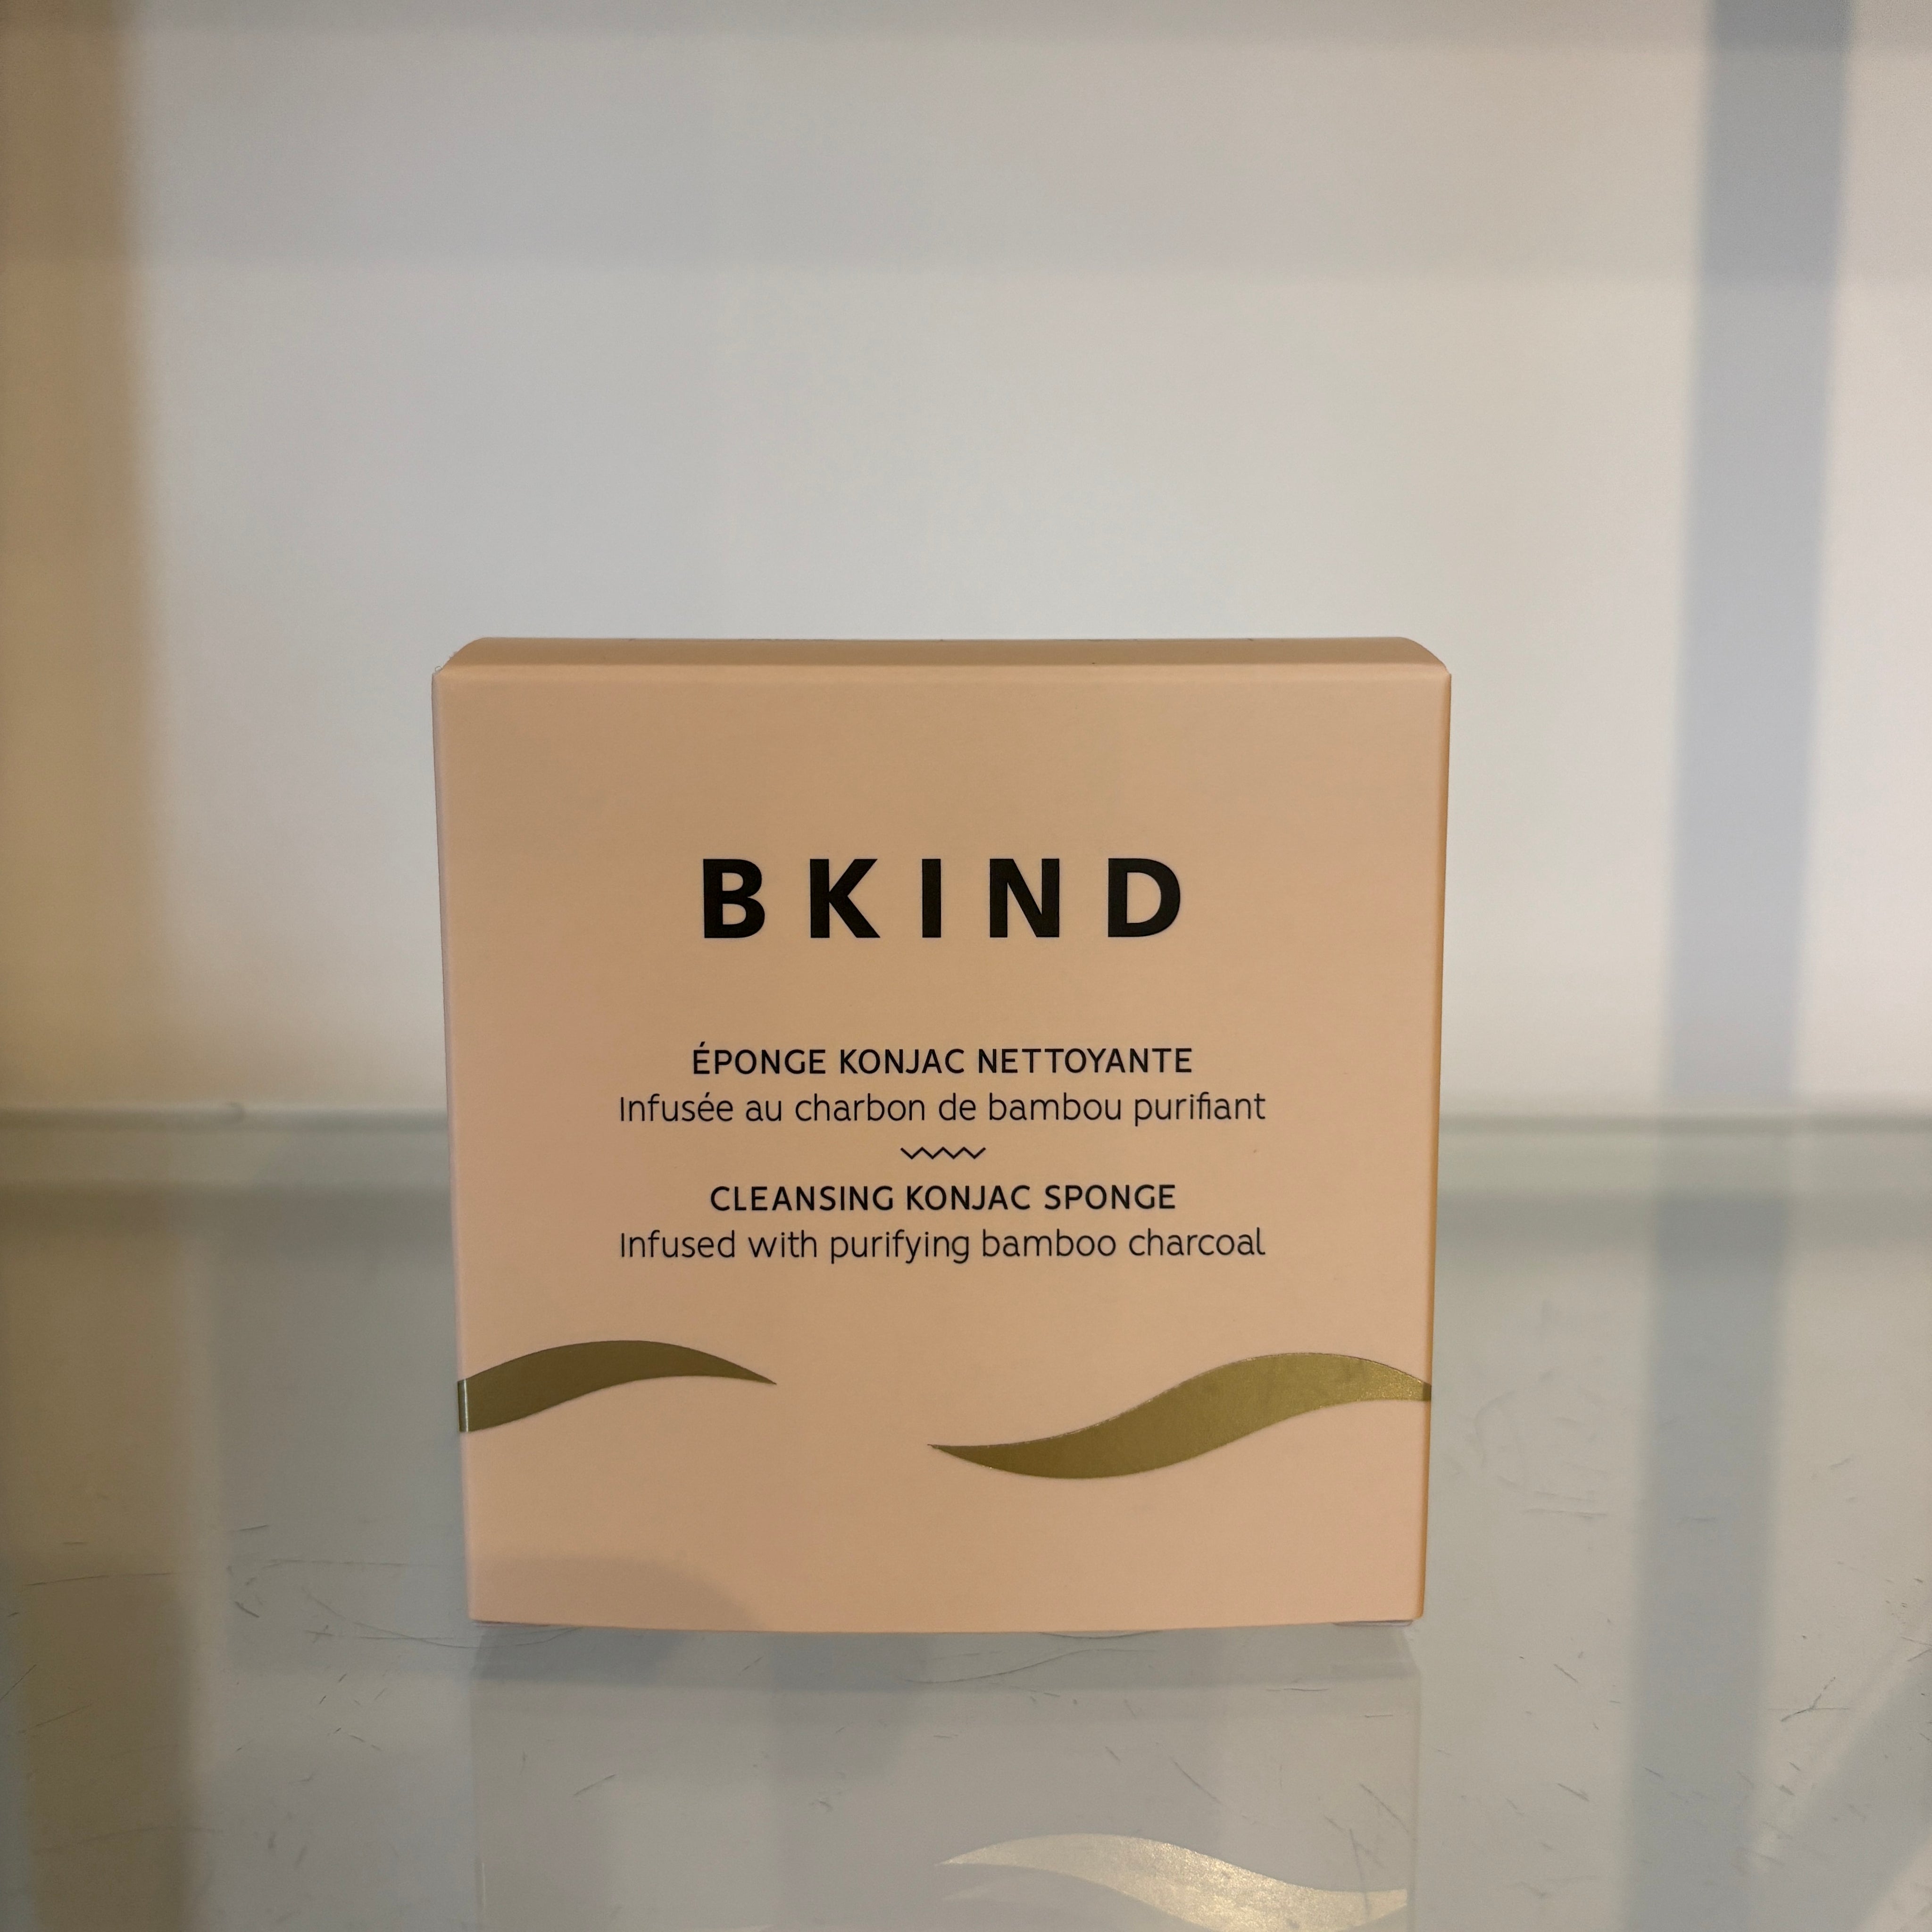 BKIND
ÉPONGE KONJAC NETTOYANTE
Infusée au charbon de bambou purifiant
CLEANSING KONJAC SPONGE
Infused with purifying bamboo charcoal